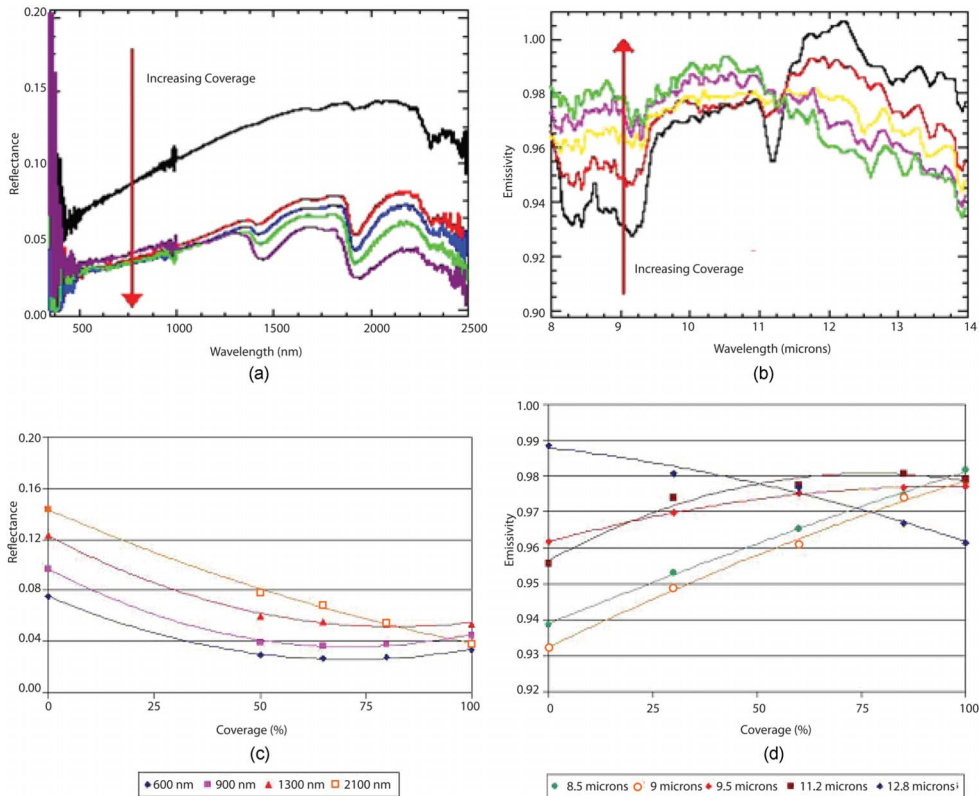 0.20
0.15
0.10
0.05
0.00
Reflectance
Increasing Coverage
500
1000
1500
2000
2500
Wavelength (nm)
(a)
1.00
0.98
0.96
0.94
0.92
0.90
Emissivity
Increasing Coverage
8
9
10
11
12
13
14
Wavelength (microns)
(b)
0.20
0.16
0.12
0.08
0.04
0.00
Reflectance
0
25
50
75
100
Coverage (%)
(c)
600 nm
900 nm
1300 nm
2100 nm
1.00
0.99
0.98
0.97
0.96
0.95
0.94
0.93
0.92
Emissivity
0
25
50
75
100
Coverage (%)
(d)
8.5 microns
9 microns
9.5 microns
11.2 microns
12.8 microns